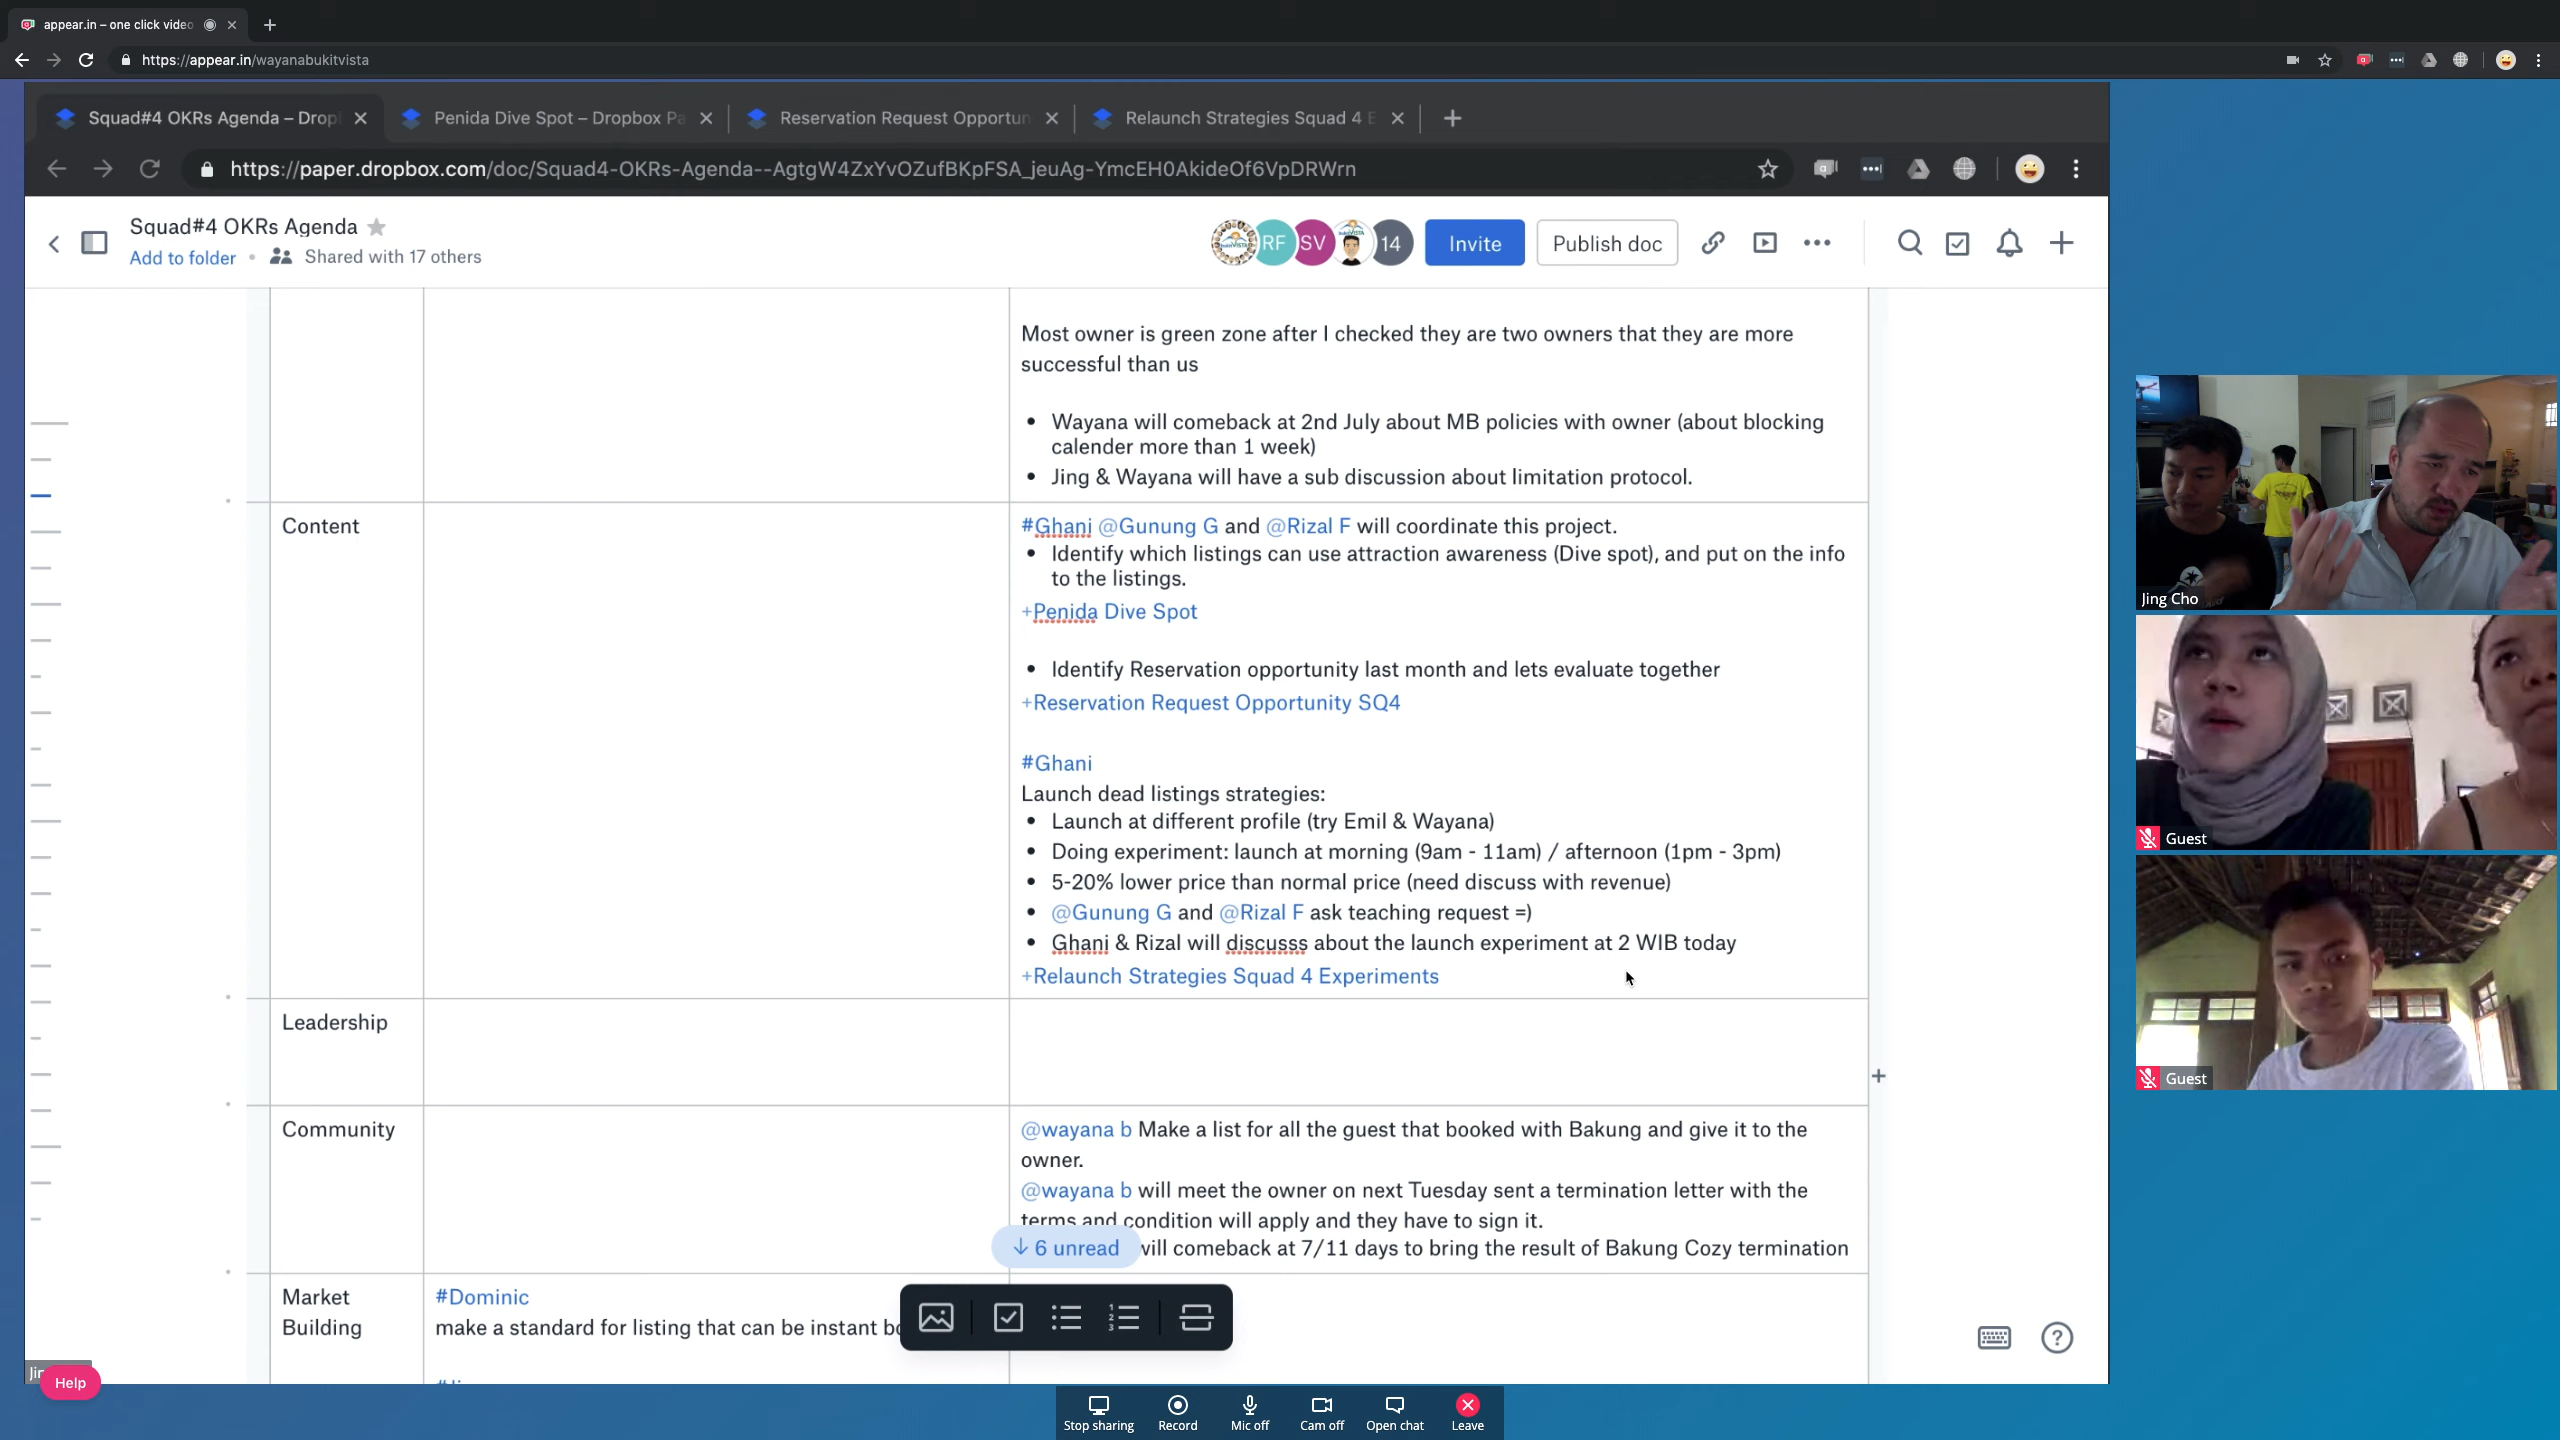 appear.in – one click video
https://appear.in/wayanabukitvista
Squad#4 OKRs Agenda – Drop
Penida Dive Spot – Dropbox Pa
Reservation Request Opportun
Relaunch Strategies Squad 4 E
https://paper.dropbox.com/doc/Squad4-OKRs-Agenda--AgtgW4ZxYvOZufBKpFSA_jeuAg-YmcEH0AkideOf6VpDRWrn
Squad#4 OKRs Agenda
Add to folder • Shared with 17 others
RF
SV
14
Invite
Publish doc
Most owner is green zone after I checked they are two owners that they are more
successful than us
• Wayana will comeback at 2nd July about MB policies with owner (about blocking
calender more than 1 week)
• Jing & Wayana will have a sub discussion about limitation protocol.
Content
#Ghani @Gunung G and @Rizal F will coordinate this project.
• Identify which listings can use attraction awareness (Dive spot), and put on the info
to the listings.
+Penida Dive Spot
• Identify Reservation opportunity last month and lets evaluate together
+Reservation Request Opportunity SQ4
#Ghani
Launch dead listings strategies:
• Launch at different profile (try Emil & Wayana)
• Doing experiment: launch at morning (9am - 11am) / afternoon (1pm - 3pm)
• 5-20% lower price than normal price (need discuss with revenue)
• @Gunung G and @Rizal F ask teaching request =)
• Ghani & Rizal will discusss about the launch experiment at 2 WIB today
+Relaunch Strategies Squad 4 Experiments
Leadership
Community
@wayana b Make a list for all the guest that booked with Bakung and give it to the
owner.
@wayana b will meet the owner on next Tuesday sent a termination letter with the
terms and condition will apply and they have to sign it.
↓ 6 unread
will comeback at 7/11 days to bring the result of Bakung Cozy termination
Market
Building
#Dominic
make a standard for listing that can be instant bo
Help
Jing Cho
Guest
Guest
Stop sharing
Record
Mic off
Cam off
Open chat
Leave